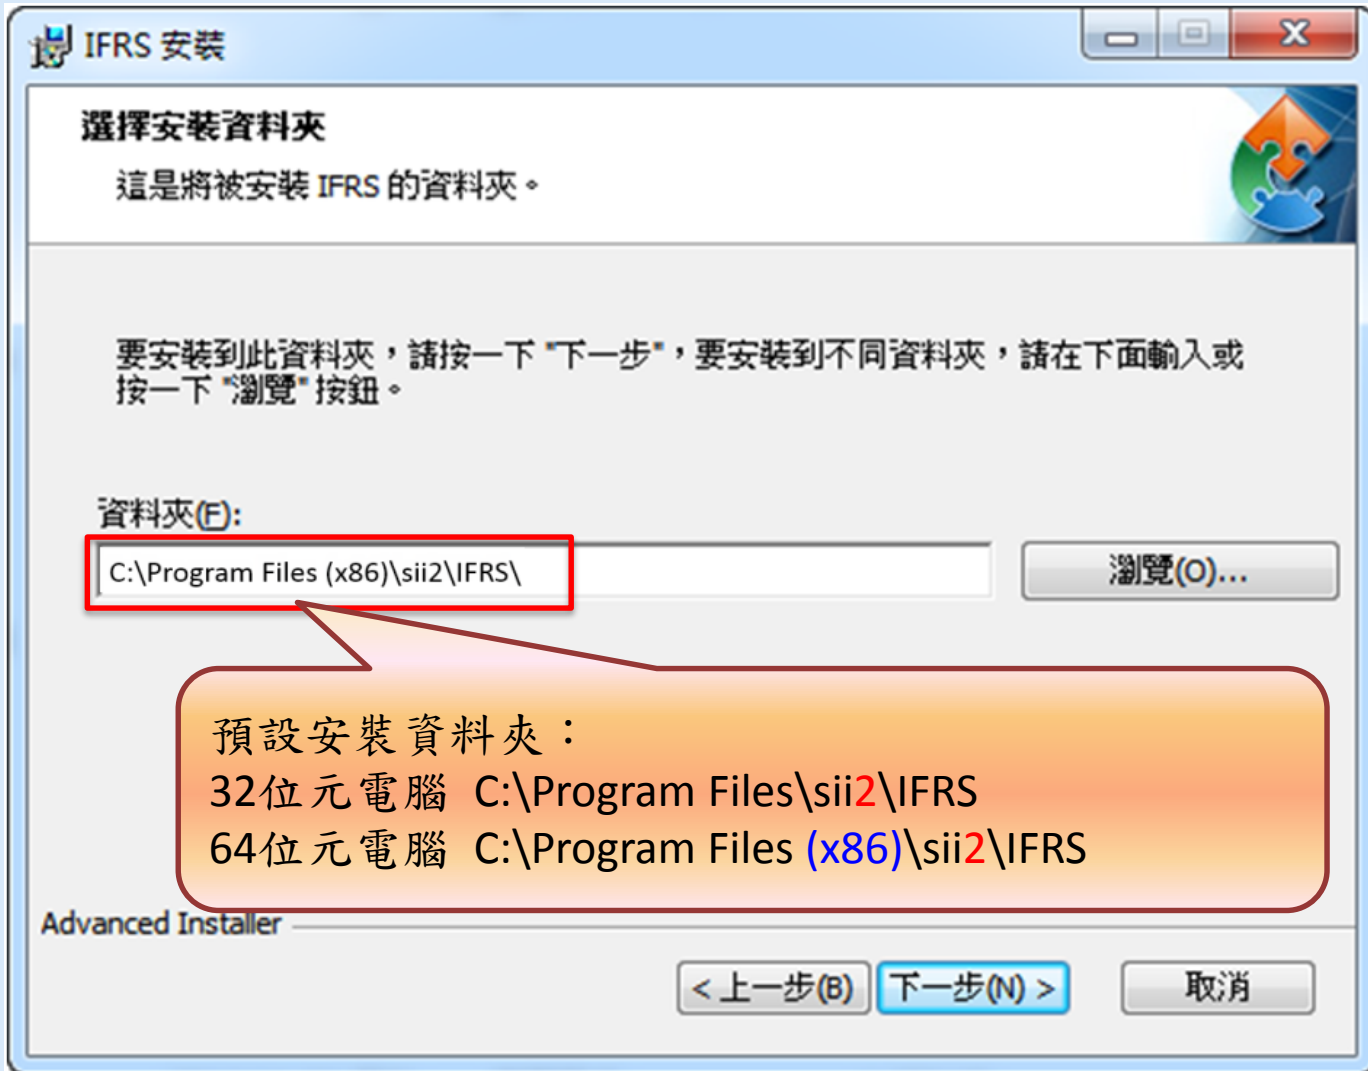 IFRS 安裝
選擇安裝資料夾
這是將被安裝 IFRS 的資料夾。
要安裝到此資料夾，請按一下 "下一步"，要安裝到不同資料夾，請在下面輸入或
按一下 "瀏覽" 按鈕。
資料夾(F):
C:\Program Files (x86)\sii2\IFRS\
瀏覽(O)...
預設安裝資料夾：
32位元電腦 C:\Program Files\sii2\IFRS
64位元電腦 C:\Program Files (x86)\sii2\IFRS
Advanced Installer
< 上一步(B)
下一步(N) >
取消